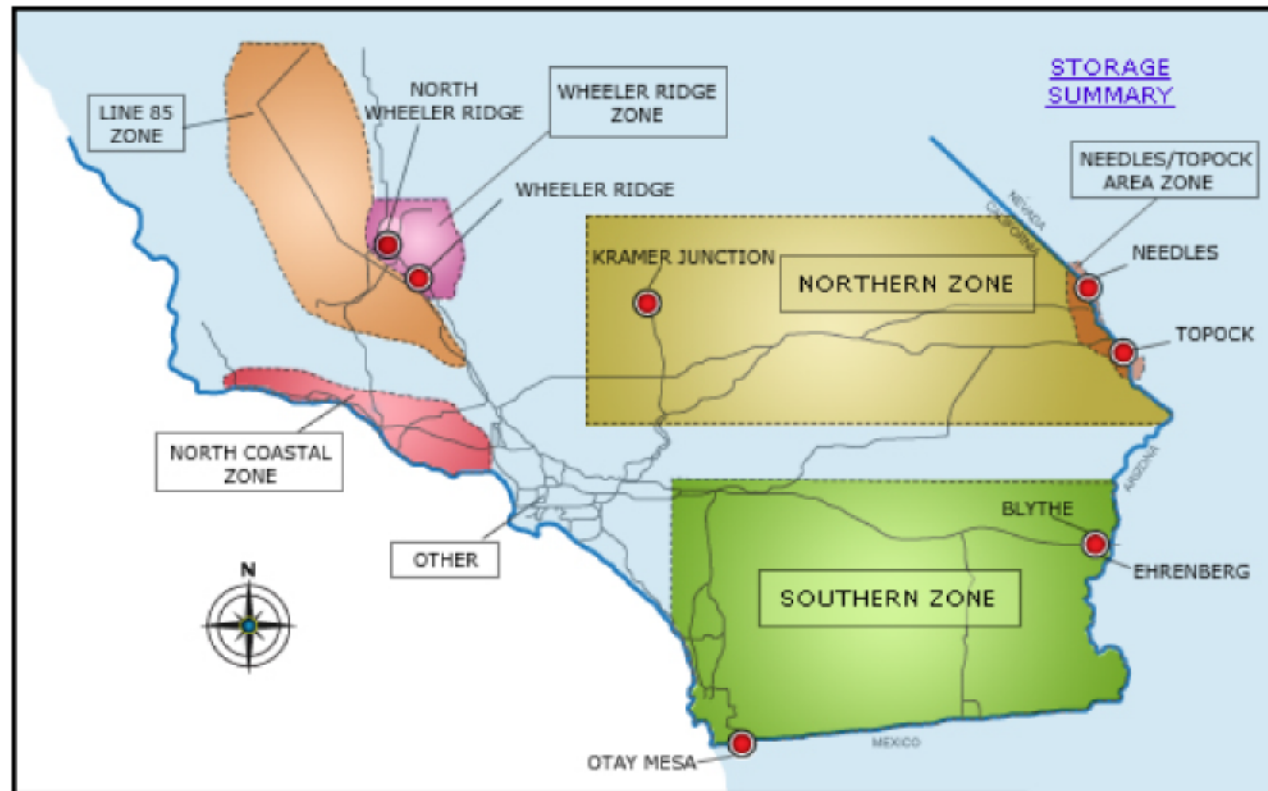 STORAGE
SUMMARY
LINE 85
ZONE
NORTH
WHEELER RIDGE
WHEELER RIDGE
ZONE
WHEELER RIDGE
NEEDLES/TOPOCK
AREA ZONE
NEVADA
CALIFORNIA
NEEDLES
KRAMER JUNCTION
NORTHERN ZONE
TOPOCK
NORTH COASTAL
ZONE
ARIZONA
BLYTHE
OTHER
EHRENBERG
N
SOUTHERN ZONE
MEXICO
OTAY MESA